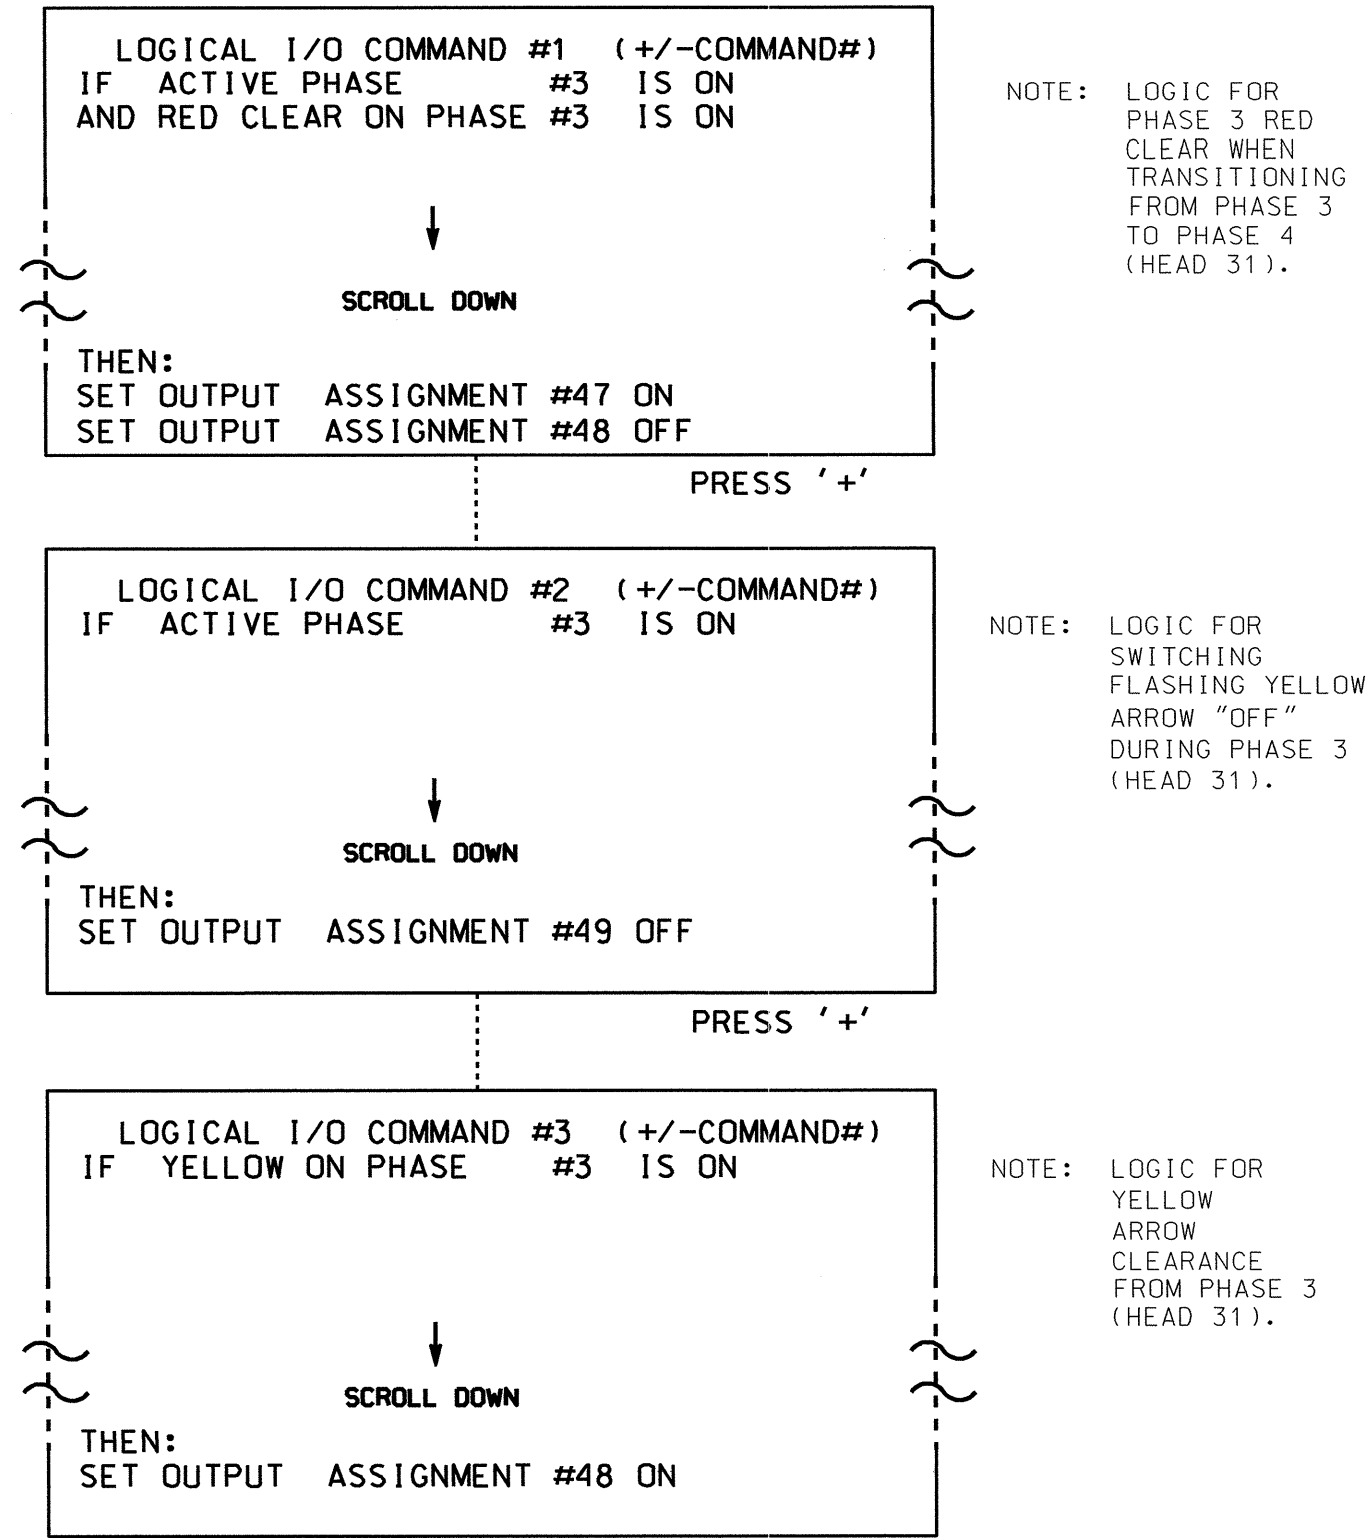 LOGICAL I/O COMMAND #1 (+/-COMMAND#)
IF ACTIVE PHASE #3 IS ON
AND RED CLEAR ON PHASE #3 IS ON
SCROLL DOWN
THEN:
SET OUTPUT ASSIGNMENT #47 ON
SET OUTPUT ASSIGNMENT #48 OFF
NOTE: LOGIC FOR
PHASE 3 RED
CLEAR WHEN
TRANSITIONING
FROM PHASE 3
TO PHASE 4
(HEAD 31).
PRESS '+'
LOGICAL I/O COMMAND #2 (+/-COMMAND#)
IF ACTIVE PHASE #3 IS ON
SCROLL DOWN
THEN:
SET OUTPUT ASSIGNMENT #49 OFF
NOTE: LOGIC FOR
SWITCHING
FLASHING YELLOW
ARROW "OFF"
DURING PHASE 3
(HEAD 31).
PRESS '+'
LOGICAL I/O COMMAND #3 (+/-COMMAND#)
IF YELLOW ON PHASE #3 IS ON
SCROLL DOWN
THEN:
SET OUTPUT ASSIGNMENT #48 ON
NOTE: LOGIC FOR
YELLOW
ARROW
CLEARANCE
FROM PHASE 3
(HEAD 31).